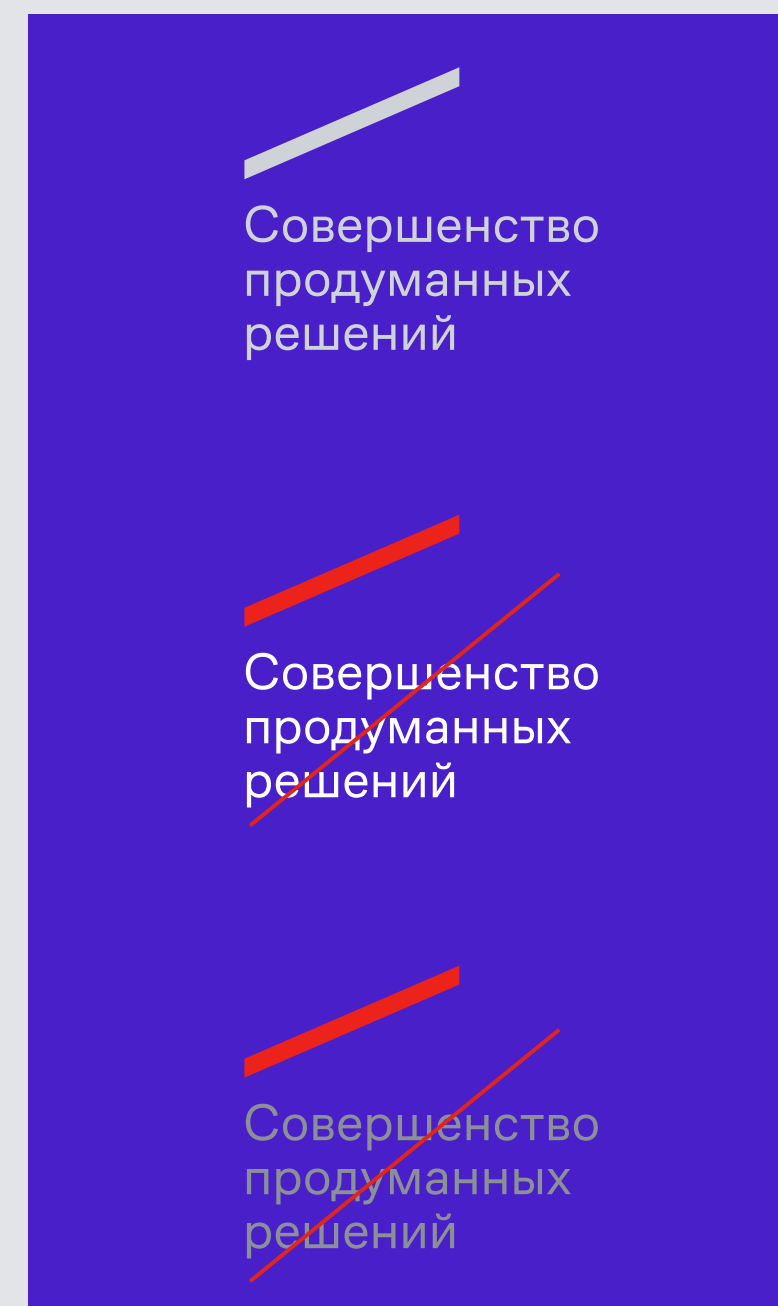 Совершенство
продуманных
решений
Совершенство
продуманных
решений
Совершенство
продуманных
решений